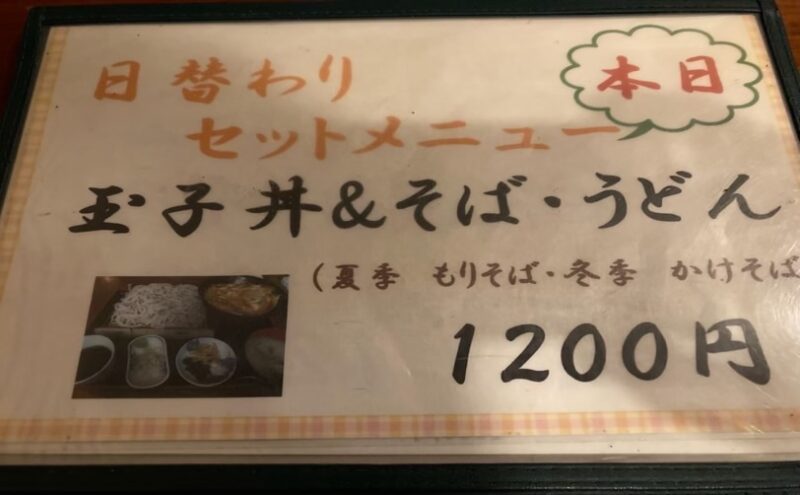 本日
日替わり
セットメニュー
玉子丼&そば・うどん
(夏季 もりそば・冬季 かけそば
1200円